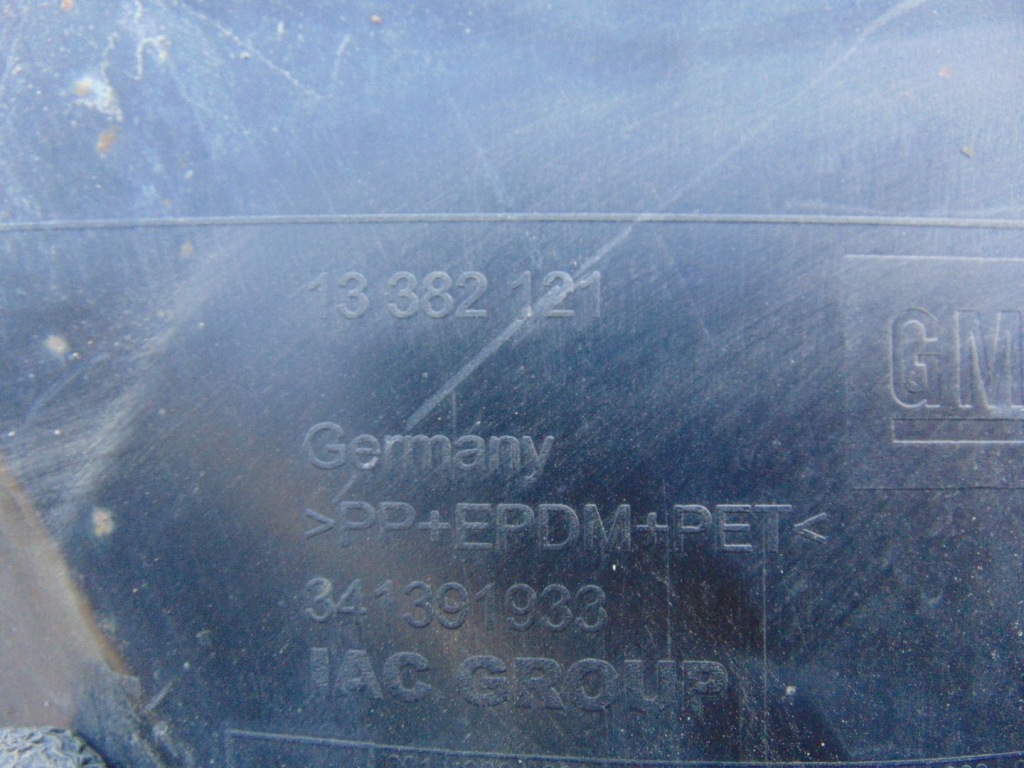 13 382 121
GM
Germany
>PP+EPDM+PET<
341391933
IAC GROUP